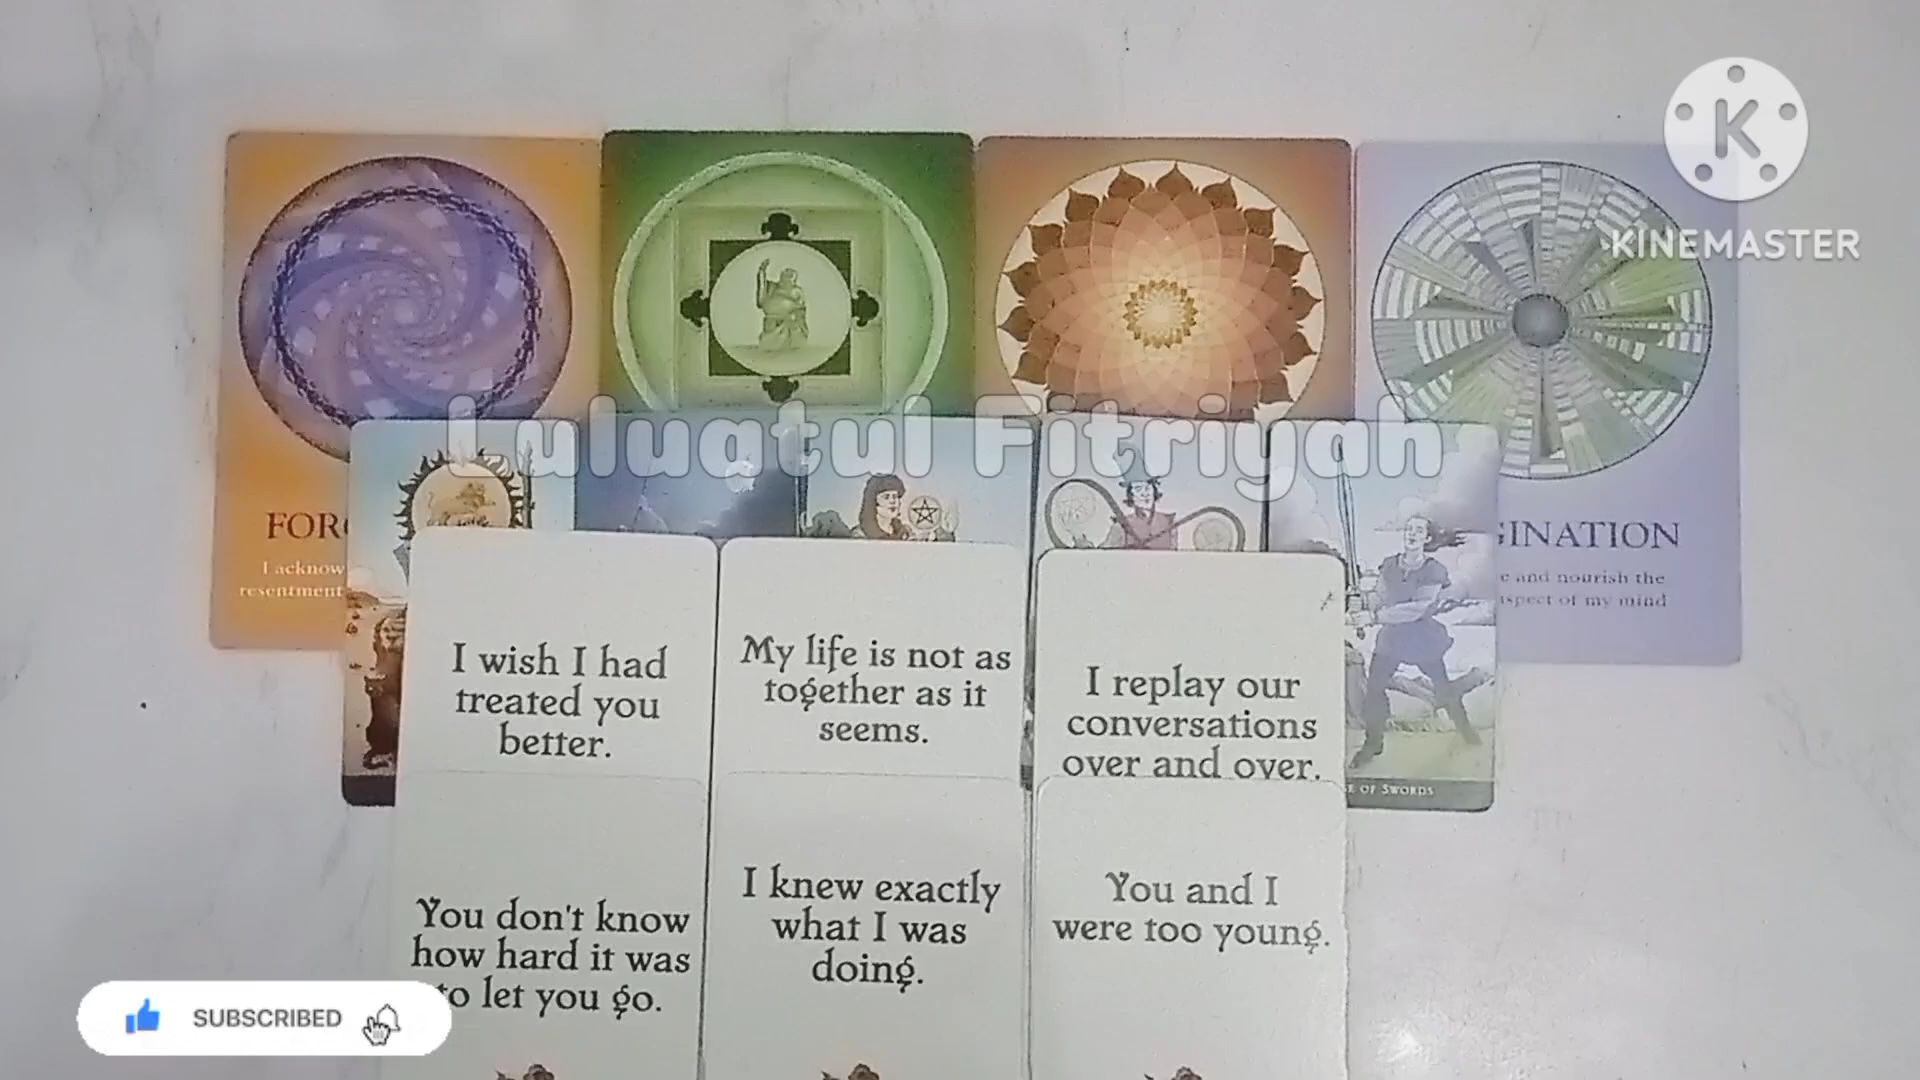 KINEMASTER
Luluatul Fitriyah
GINATION
I acknow
e and nourish the
resentment
aspect of my mind
I wish I had
treated you
better.
My life is not as
together as it
seems.
I replay our
conversations
over and over.
OF SWORDS
You don't know
how hard it was
to let you go.
I knew exactly
what I was
doing.
You and I
were too young.
SUBSCRIBED